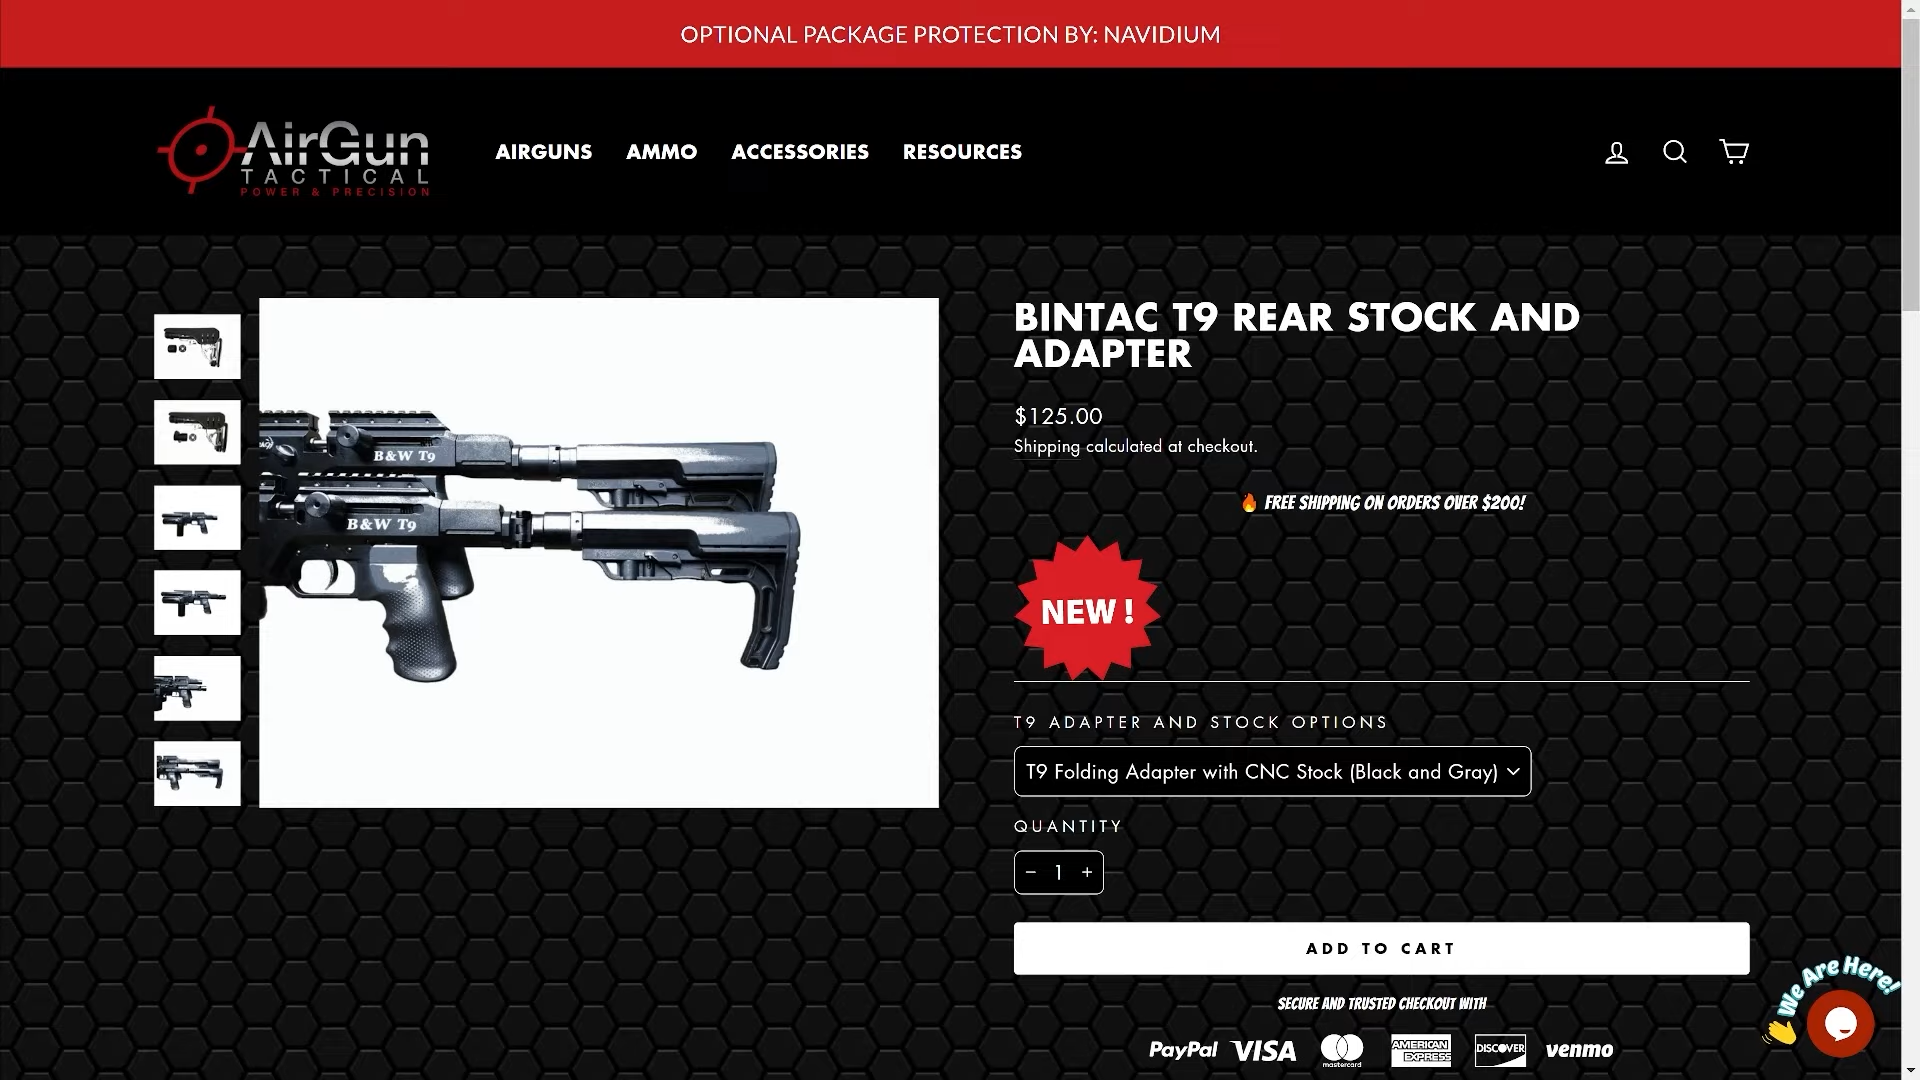 OPTIONAL PACKAGE PROTECTION BY: NAVIDIUM
AirGun
TACTICAL
POWER & PRECISION
AIRGUNS
AMMO
ACCESSORIES
RESOURCES
B&W T9
B&W T9
BINTAC T9 REAR STOCK AND
ADAPTER
$125.00
Shipping calculated at checkout.
🔥 FREE SHIPPING ON ORDERS OVER $200!
NEW !
T9 ADAPTER AND STOCK OPTIONS
T9 Folding Adapter with CNC Stock (Black and Gray)
QUANTITY
− 1 +
ADD TO CART
SECURE AND TRUSTED CHECKOUT WITH
PayPal
VISA
mastercard
AMERICAN
EXPRESS
DISCOVER
venmo
We Are Here!